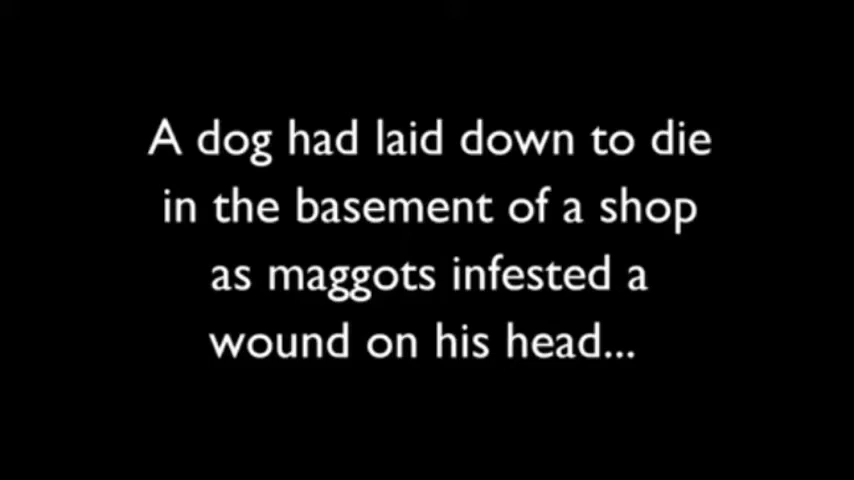 A dog had laid down to die
in the basement of a shop
as maggots infested a
wound on his head...